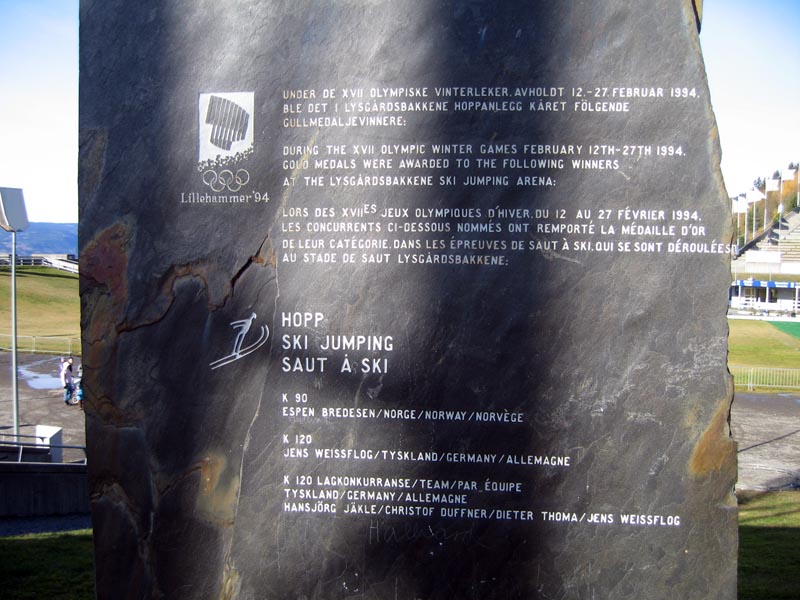 UNDER DE XVII OLYMPISKE VINTERLEKER. AVHOLDT 12.-27. FEBRUAR 1994.
BLE DET I LYSGÅRDSBAKKENE HOPPANLEGG KÅRET FÖLGENDE
GULLMEDALJEVINNERE:
DURING THE XVII OLYMPIC WINTER GAMES FEBRUARY 12TH-27TH 1994.
GOLD MEDALS WERE AWARDED TO THE FOLLOWING WINNERS
AT THE LYSGÅRDSBAKKENE SKI JUMPING ARENA:
Lillehammer '94
LORS DES XVIIES JEUX OLYMPIQUES D'HIVER. DU 12 AU 27 FÉVRIER 1994.
LES CONCURRENTS CI-DESSOUS NOMMÉS ONT REMPORTÉ LA MÉDAILLE D'OR
DE LEUR CATÉGORIE. DANS LES ÉPREUVES DE SAUT À SKI. QUI SE SONT DÉROULÉES
AU STADE DE SAUT LYSGÅRDSBAKKENE:
HOPP
SKI JUMPING
SAUT À SKI
K 90
ESPEN BREDESEN/NORGE/NORWAY/NORVÈGE
K 120
JENS WEISSFLOG/TYSKLAND/GERMANY/ALLEMAGNE
K 120 LAGKONKURRANSE/TEAM/PAR ÉQUIPE
TYSKLAND/GERMANY/ALLEMAGNE
HANSJÖRG JÄKLE/CHRISTOF DUFFNER/DIETER THOMA/JENS WEISSFLOG